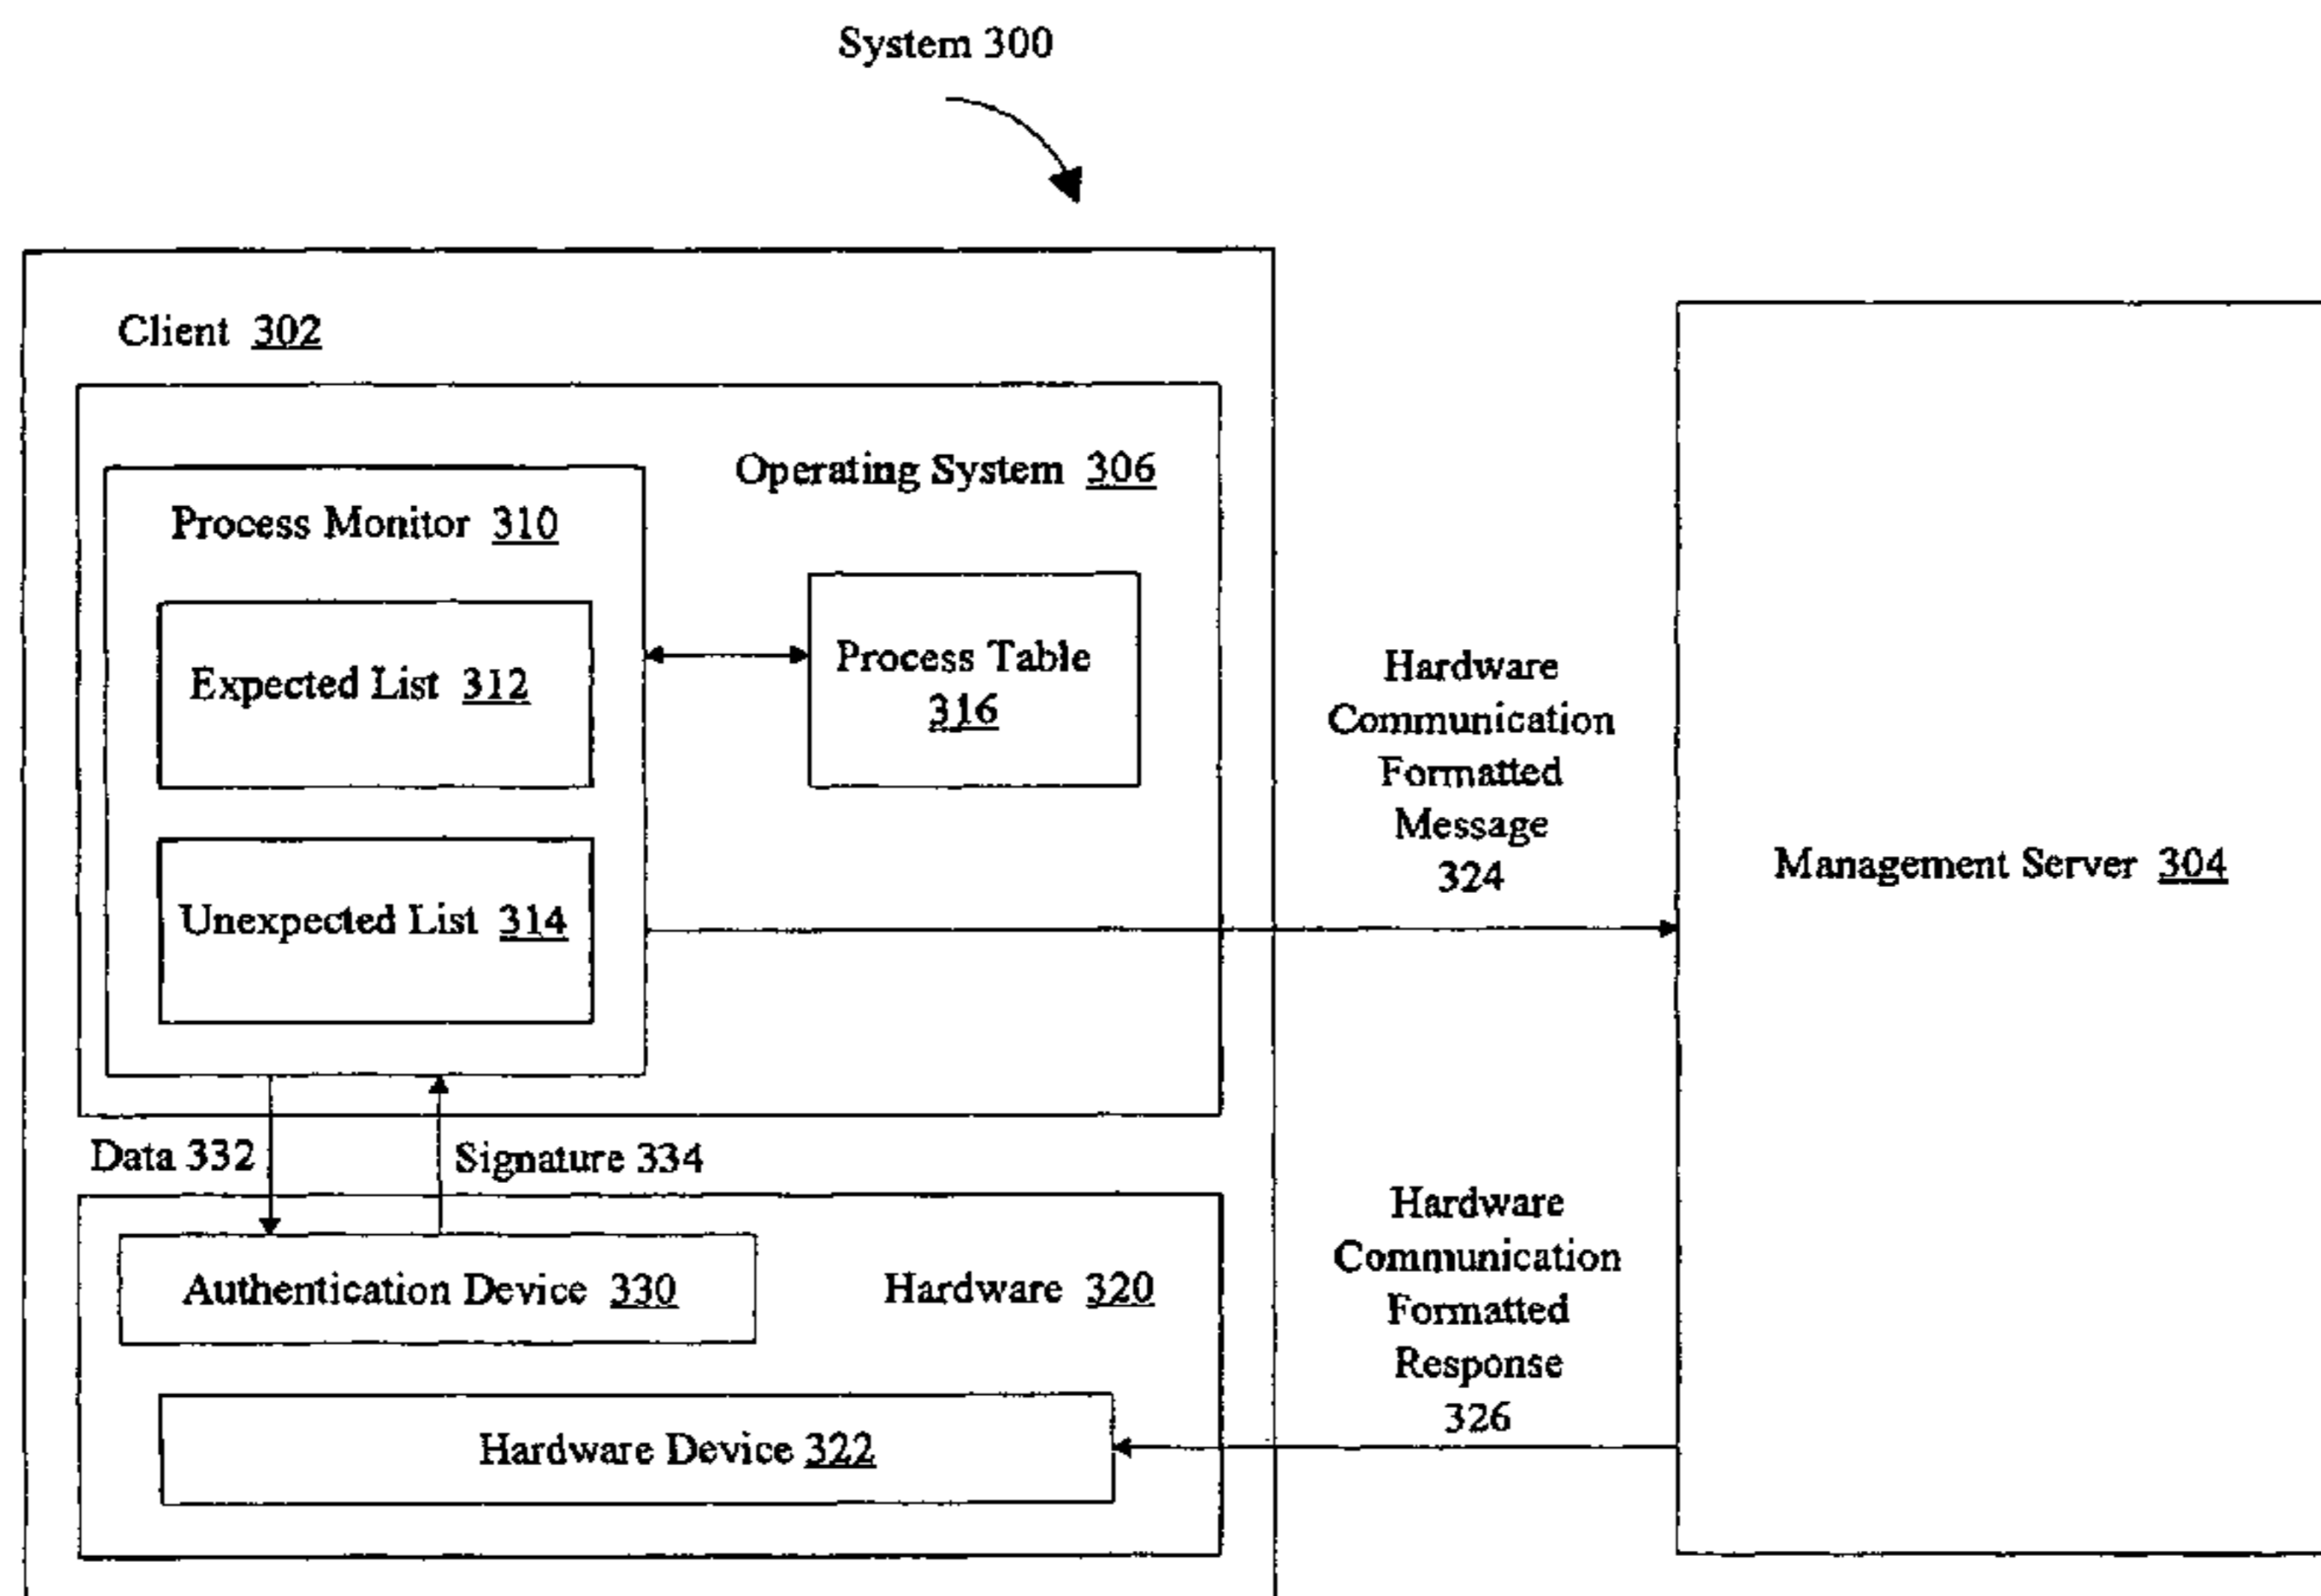 System 300
Client 302
Operating System 306
Process Monitor 310
Expected List 312
Process Table
316
Unexpected List 314
Hardware
Communication
Formatted
Message
324
Management Server 304
Data 332
Signature 334
Authentication Device 330
Hardware 320
Hardware Device 322
Hardware
Communication
Formatted
Response
326